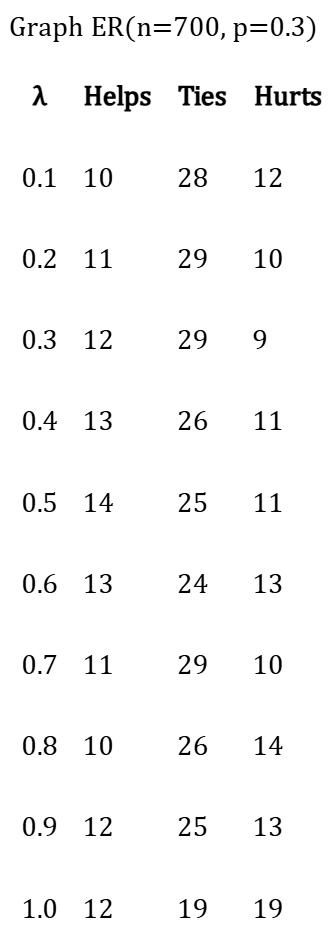 Graph ER(n=700, p=0.3)
λ Helps Ties Hurts
0.1 10 28 12
0.2 11 29 10
0.3 12 29 9
0.4 13 26 11
0.5 14 25 11
0.6 13 24 13
0.7 11 29 10
0.8 10 26 14
0.9 12 25 13
1.0 12 19 19